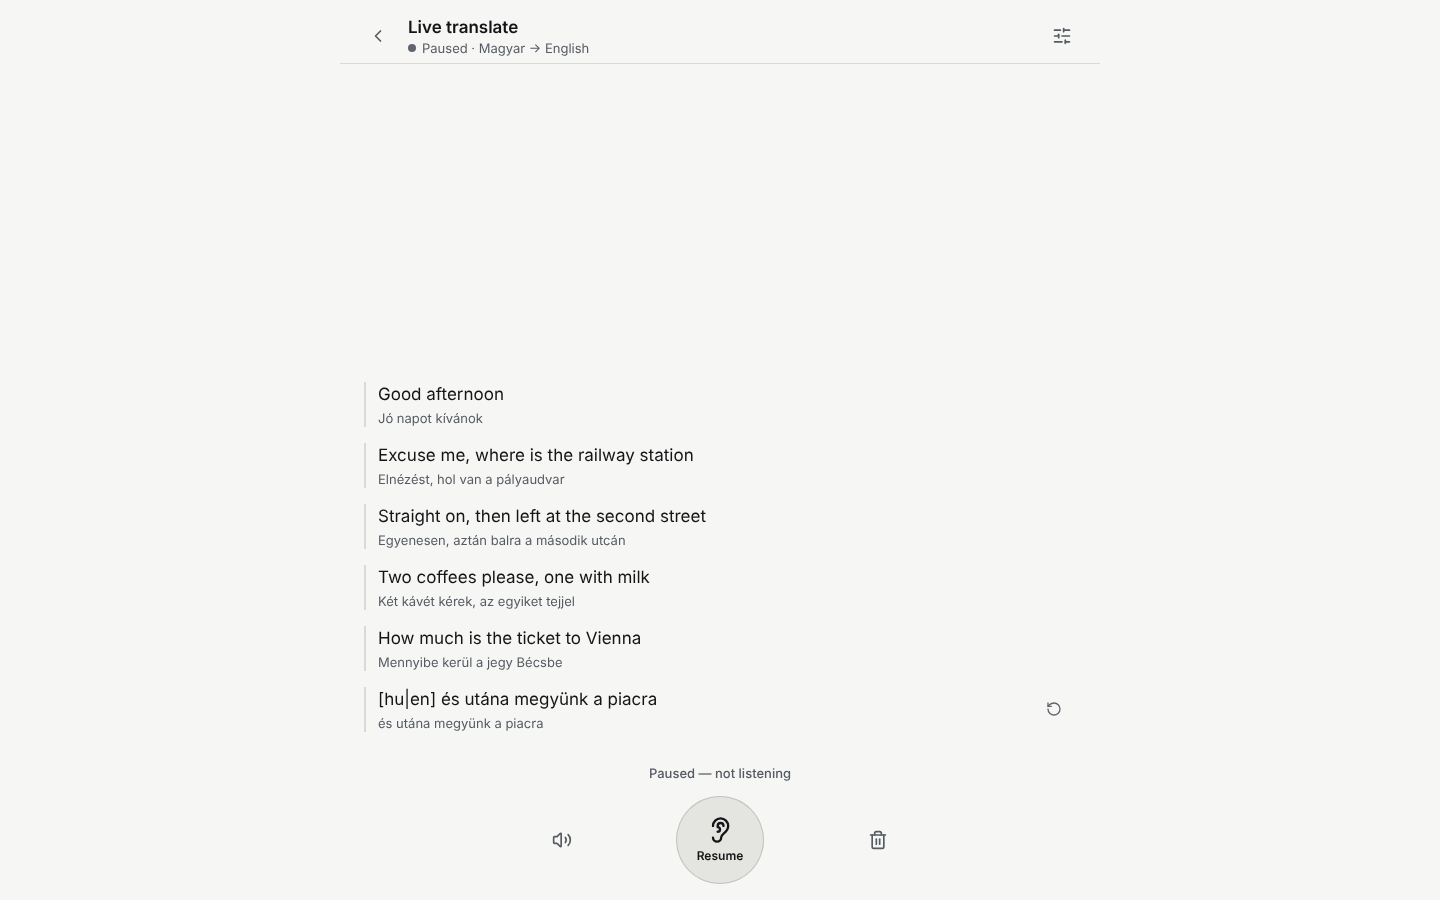 Live translate
Paused · Magyar → English
Good afternoon
Jó napot kívánok
Excuse me, where is the railway station
Elnézést, hol van a pályaudvar
Straight on, then left at the second street
Egyenesen, aztán balra a második utcán
Two coffees please, one with milk
Két kávét kérek, az egyiket tejjel
How much is the ticket to Vienna
Mennyibe kerül a jegy Bécsbe
[hu|en] és utána megyünk a piacra
és utána megyünk a piacra
Paused — not listening
Resume